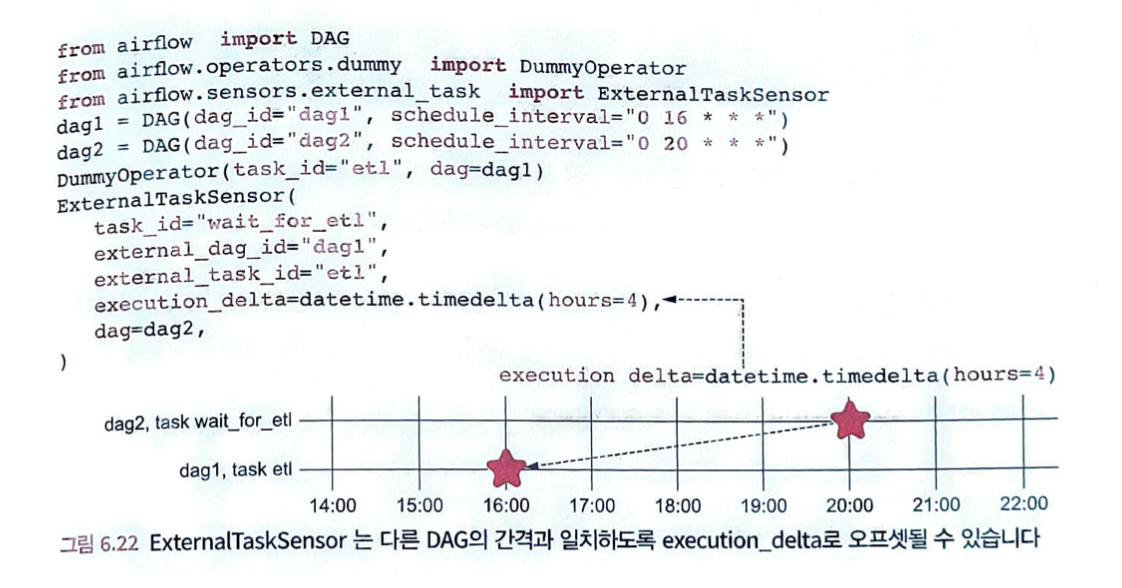 from airflow import DAG
from airflow.operators.dummy import DummyOperator
from airflow.sensors.external_task import ExternalTaskSensor
dag1 = DAG(dag_id="dag1", schedule_interval="0 16 * * *")
dag2 = DAG(dag_id="dag2", schedule_interval="0 20 * * *")
DummyOperator(task_id="etl", dag=dag1)
ExternalTaskSensor(
task_id="wait_for_etl",
external_dag_id="dag1",
external_task_id="etl",
execution_delta=datetime.timedelta(hours=4),
dag=dag2,
)
execution delta=datetime.timedelta(hours=4)
dag2, task wait_for_etl
dag1, task etl
14:00 15:00 16:00 17:00 18:00 19:00 20:00 21:00 22:00
그림 6.22 ExternalTaskSensor 는 다른 DAG의 간격과 일치하도록 execution_delta로 오프셋될 수 있습니다